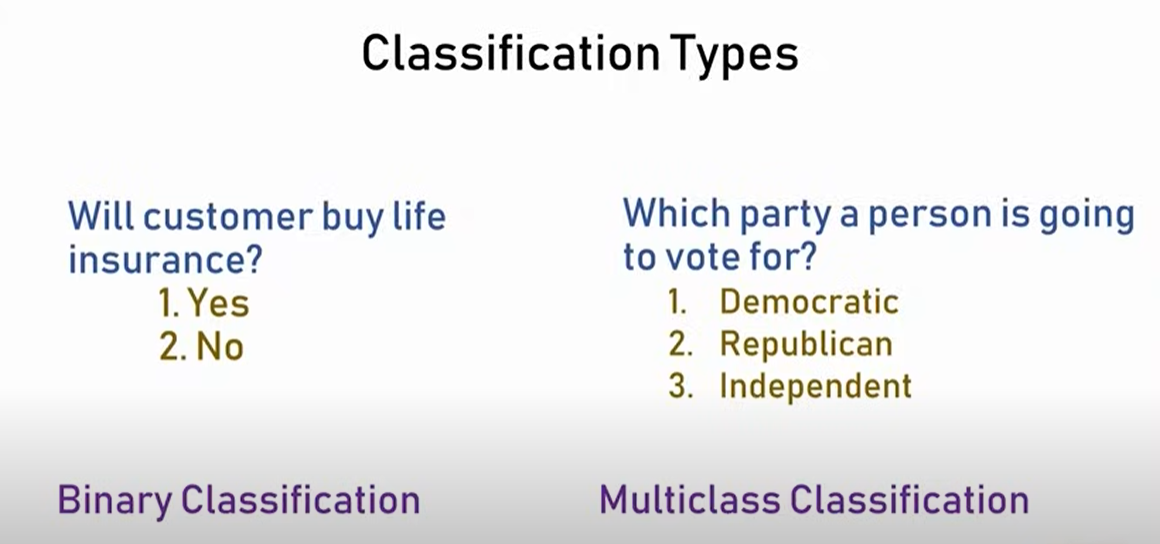 Classification Types
Will customer buy life
insurance?
1. Yes
2. No
Which party a person is going
to vote for?
1. Democratic
2. Republican
3. Independent
Binary Classification
Multiclass Classification